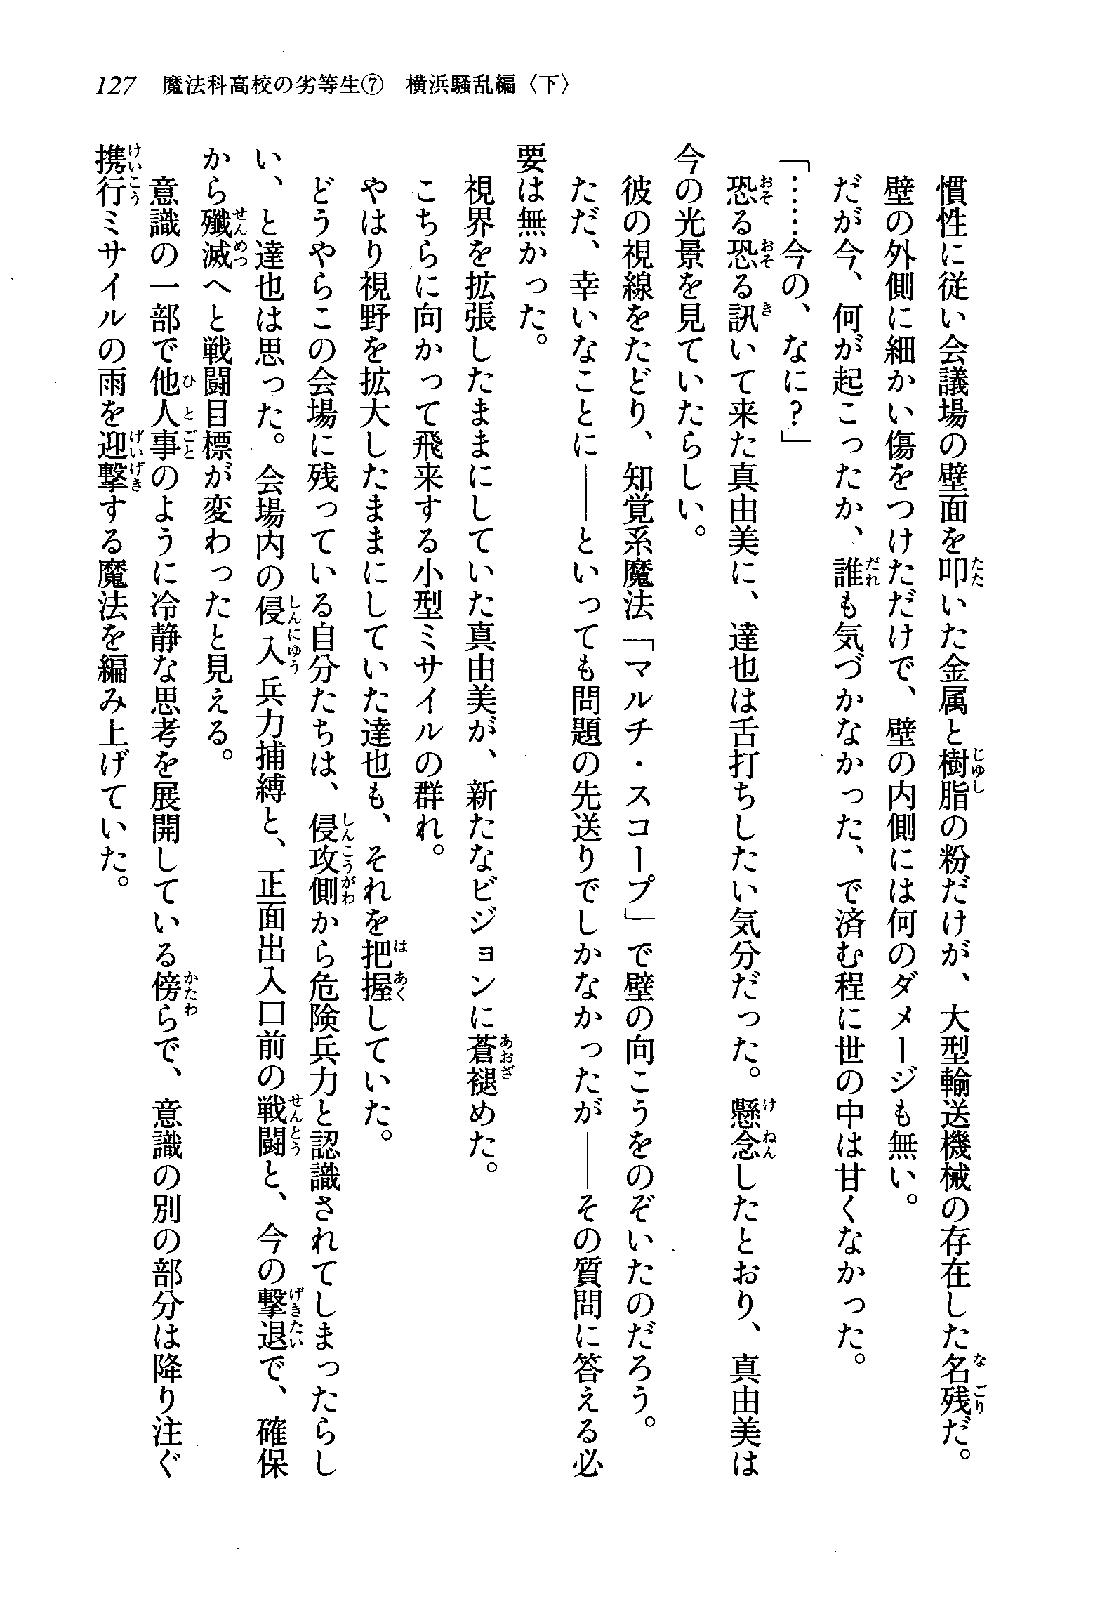 127 魔法科高校の劣等生⑦ 横浜騒乱編〈下〉
慣性に従い会議場の壁面を叩いた金属と樹脂の粉だけが、大型輸送機械の存在した名残だ。
壁の外側に細かい傷をつけただけで、壁の内側には何のダメージも無い。
だが今、何が起こったか、誰も気づかなかった、で済む程に世の中は甘くなかった。
「……今の、なに？」
恐る恐る訊いて来た真由美に、達也は舌打ちしたい気分だった。懸念したとおり、真由美は
今の光景を見ていたらしい。
彼の視線をたどり、知覚系魔法「マルチ・スコープ」で壁の向こうをのぞいたのだろう。
ただ、幸いなことに――といっても問題の先送りでしかなかったが――その質問に答える必
要は無かった。
視界を拡張したままにしていた真由美が、新たなビジョンに蒼褪めた。
こちらに向かって飛来する小型ミサイルの群れ。
やはり視野を拡大したままにしていた達也も、それを把握していた。
どうやらこの会場に残っている自分たちは、侵攻側から危険兵力と認識されてしまったらし
い、と達也は思った。会場内の侵入兵力捕縛と、正面出入口前の戦闘と、今の撃退で、確保
から殲滅へと戦闘目標が変わったと見える。
意識の一部で他人事のように冷静な思考を展開している傍らで、意識の別の部分は降り注ぐ
携行ミサイルの雨を迎撃する魔法を編み上げていた。